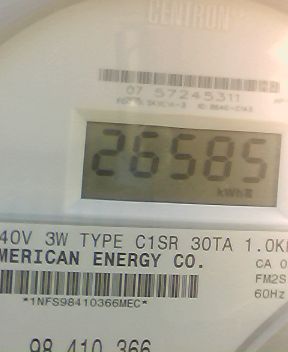 CENTRON
07 57245311
26585
kWh
40V 3W TYPE C1SR 30TA 1.0K
MERICAN ENERGY CO.
CA 0
FM2S
60Hz
*1NFS98410366MEC*
98 410 366